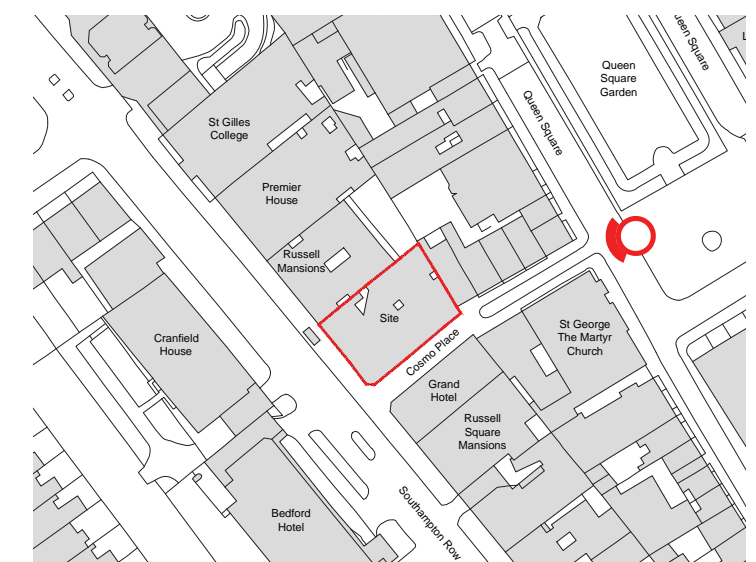 Queen Square
Queen
Square
Garden
Queen Square
St Gilles
College
Premier
House
Russell
Mansions
Site
Cosmo Place
St George
The Martyr
Church
Cranfield
House
Grand
Hotel
Russell
Square
Mansions
Southampton Row
Bedford
Hotel